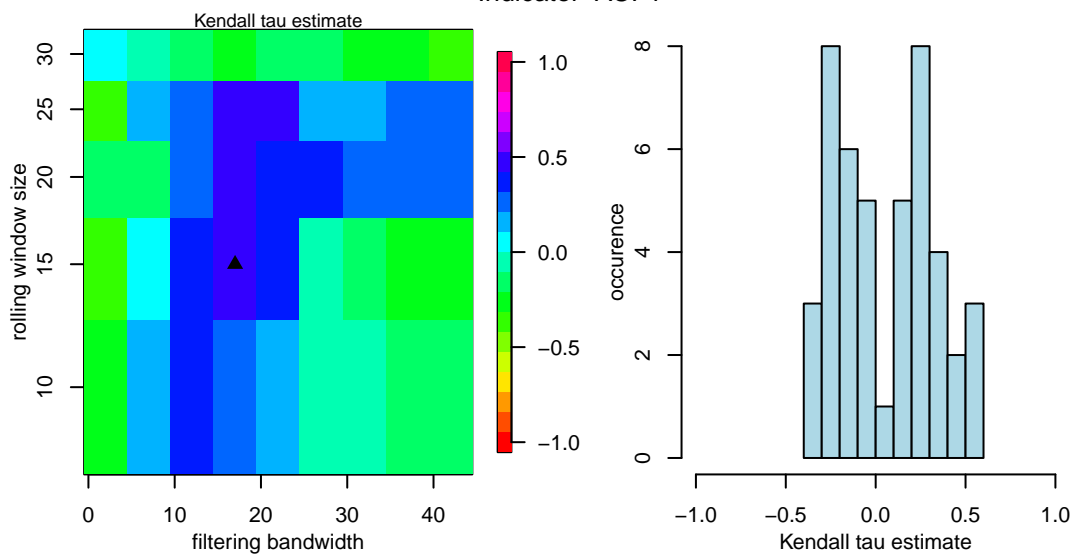 Indicator
Kendall tau estimate
30
25
20
15
10
rolling window size
0 10 20 30 40
filtering bandwidth
1.0
0.5
0.0
−0.5
−1.0
8
6
4
2
0
occurence
−1.0 −0.5 0.0 0.5 1.0
Kendall tau estimate